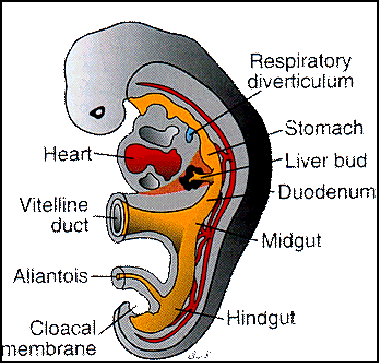 Respiratory
diverticulum
Stomach
Heart
Liver bud
Duodenum
Vitelline
duct
Midgut
Allantois
Hindgut
Cloacal
membrane